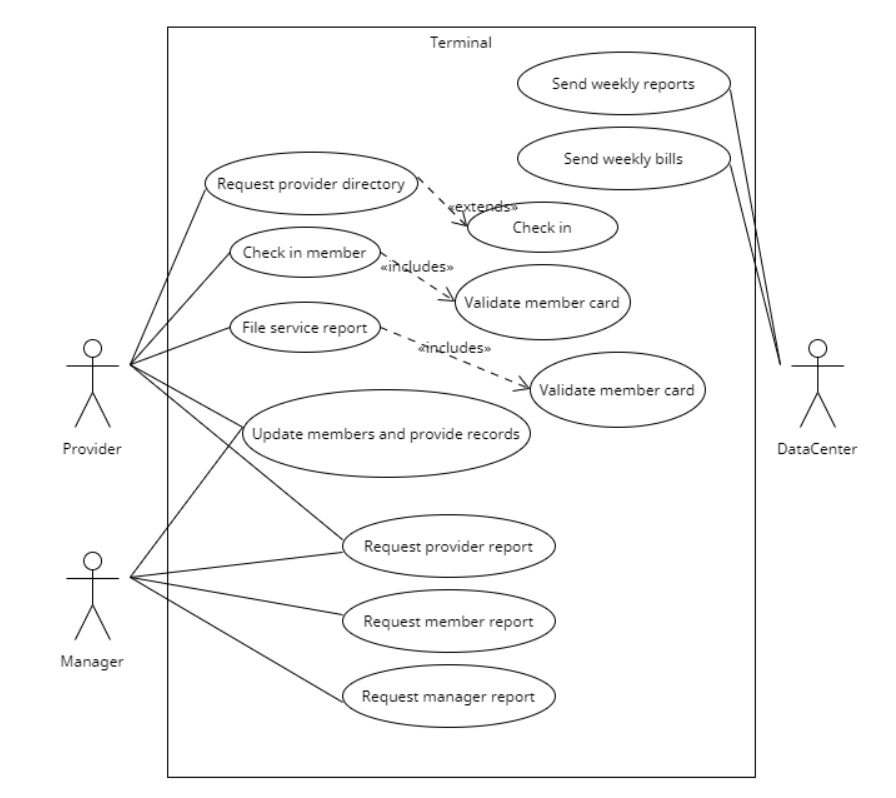 Terminal
Send weekly reports
Send weekly bills
Request provider directory
«extends»
Check in
Check in member
«includes»
Validate member card
File service report
«includes»
Validate member card
Provider
Update members and provide records
DataCenter
Request provider report
Request member report
Manager
Request manager report